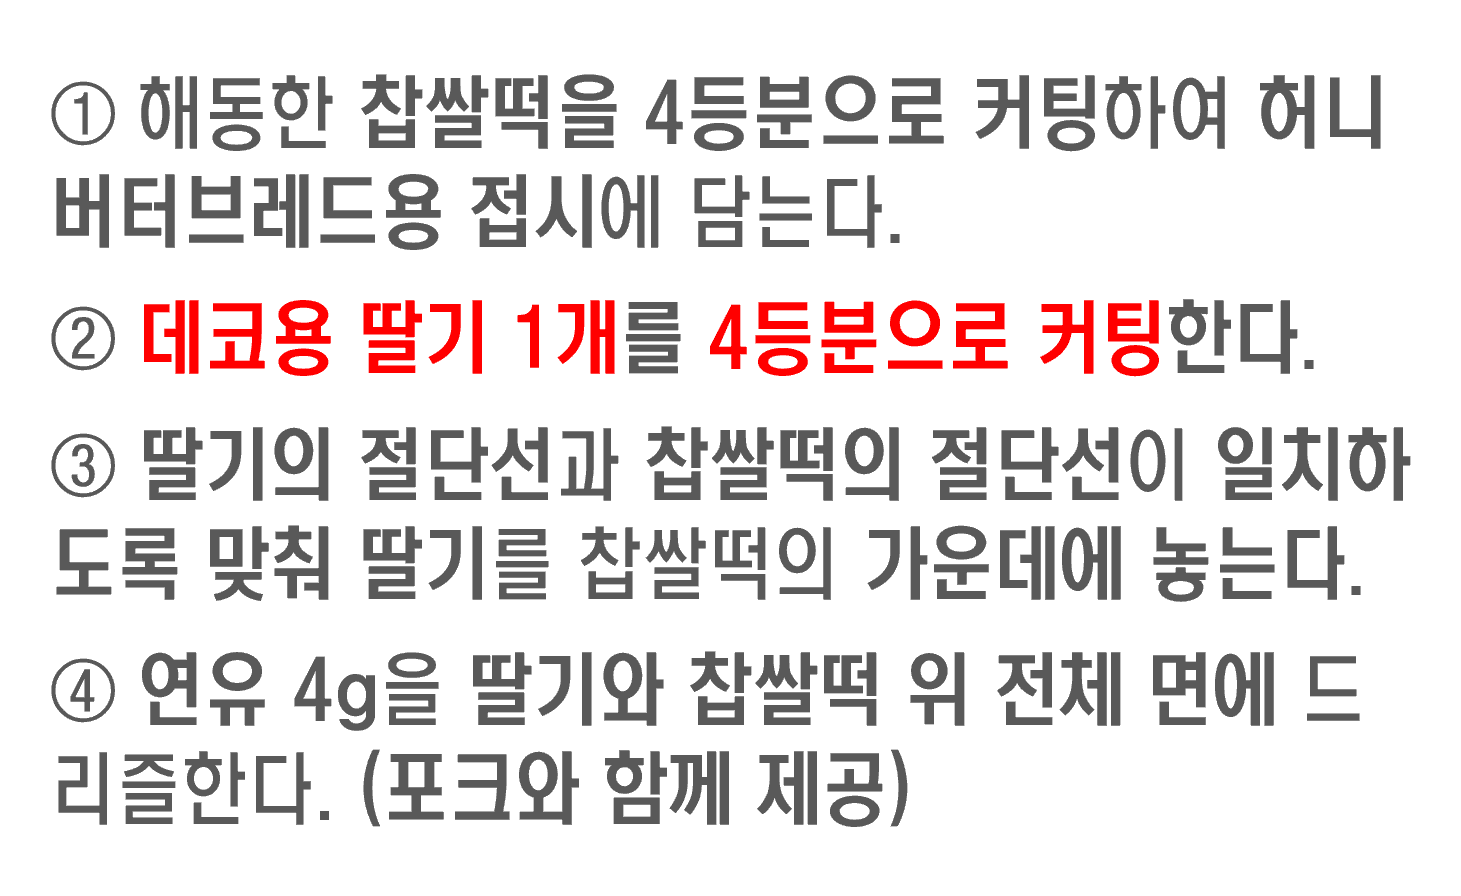 ① 해동한 찹쌀떡을 4등분으로 커팅하여 허니
버터브레드용 접시에 담는다.
② 데코용 딸기 1개를 4등분으로 커팅한다.
③ 딸기의 절단선과 찹쌀떡의 절단선이 일치하
도록 맞춰 딸기를 찹쌀떡의 가운데에 놓는다.
④ 연유 4g을 딸기와 찹쌀떡 위 전체 면에 드
리즐한다. (포크와 함께 제공)